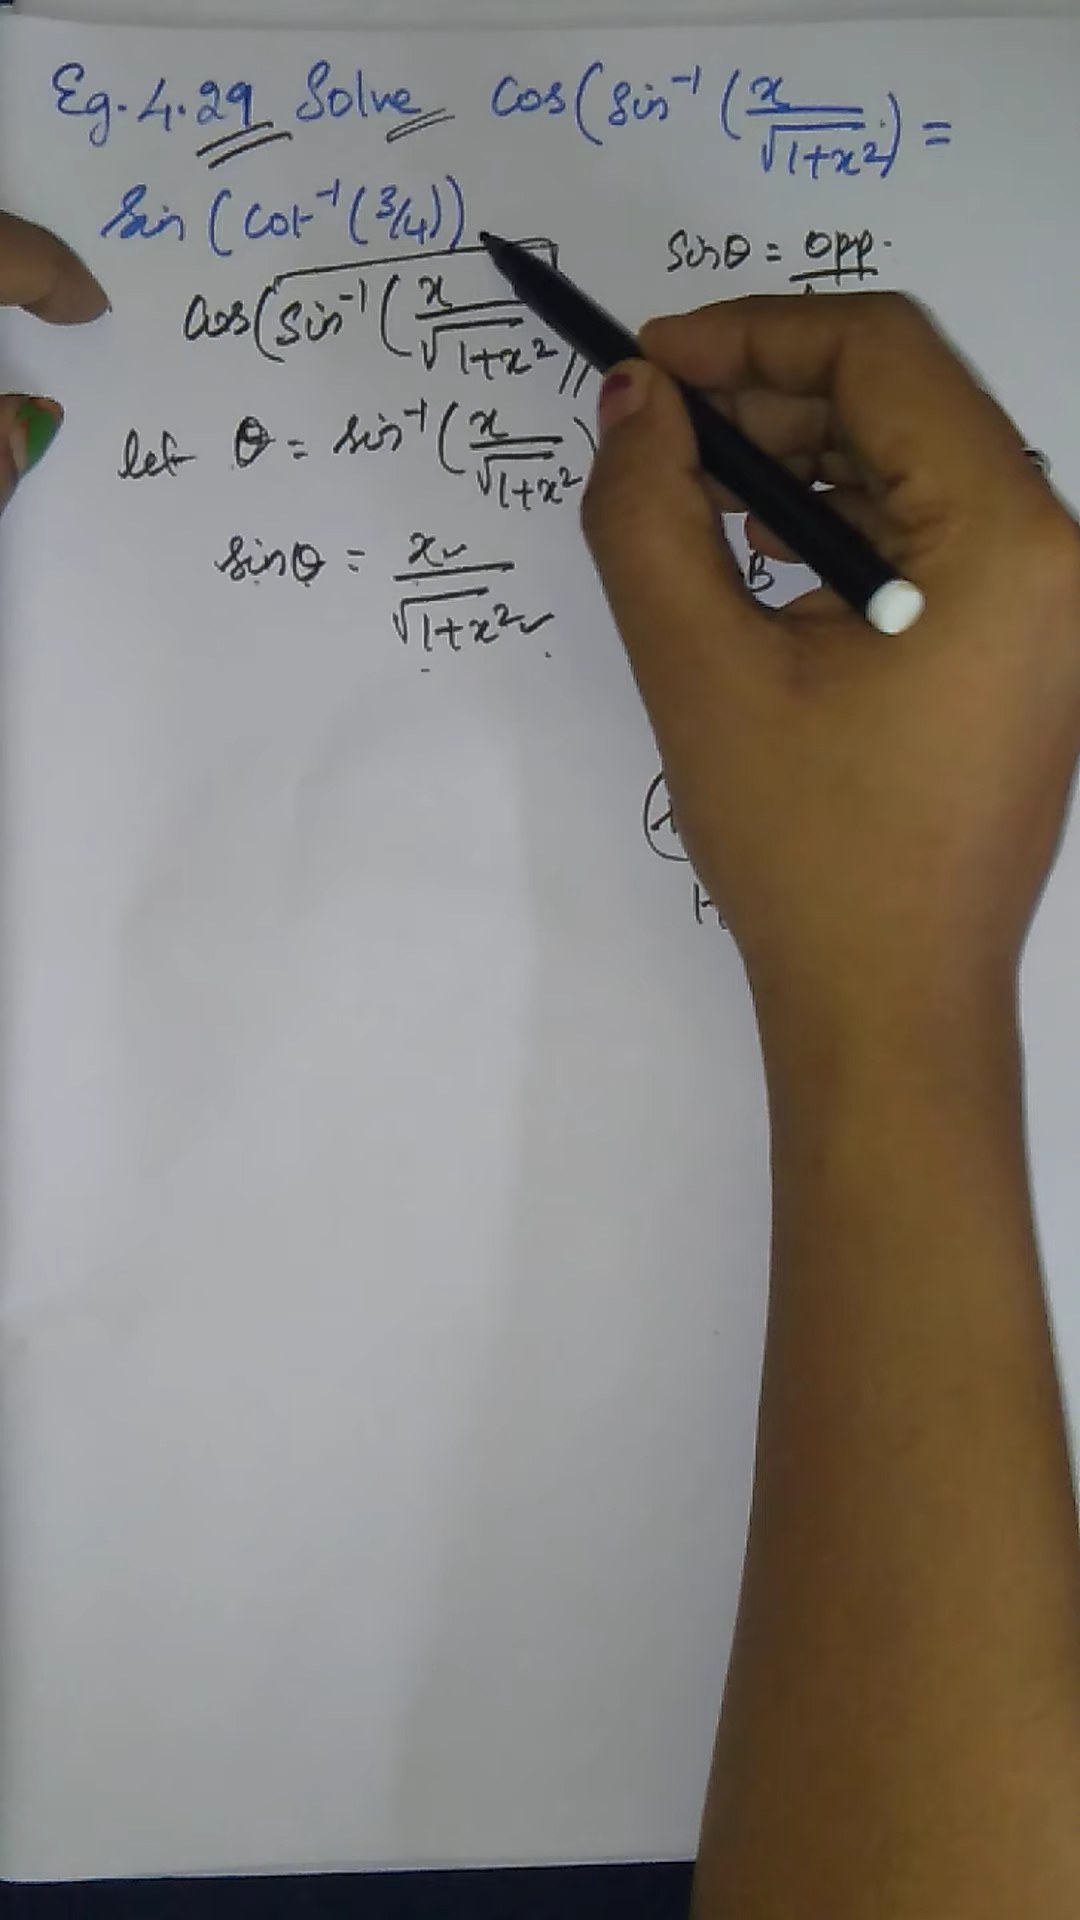 Eg. 4.29 Solve cos(sin⁻¹(x/√(1+x²)) =
sin (cot⁻¹(3/4))
sinθ = opp.
cos(sin⁻¹(x/√(1+x²)
let θ = sin⁻¹(x/√(1+x²)
B
sinθ = x/√(1+x²)